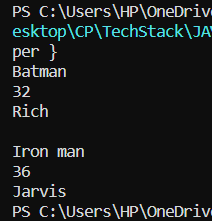 PS C:\Users\HP\OneDriv
esktop\CP\TechStack\JA
per }
Batman
32
Rich

Iron man
36
Jarvis
PS C:\Users\HP\OneDriv